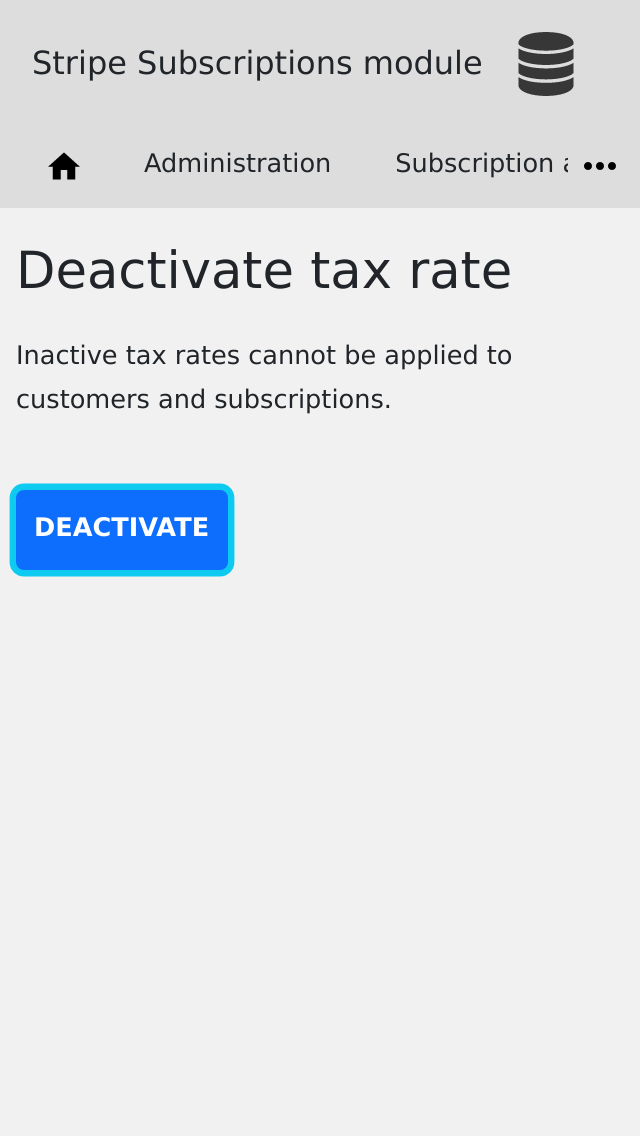 Stripe Subscriptions module
Administration
Subscription
Deactivate tax rate
Inactive tax rates cannot be applied to
customers and subscriptions.
DEACTIVATE